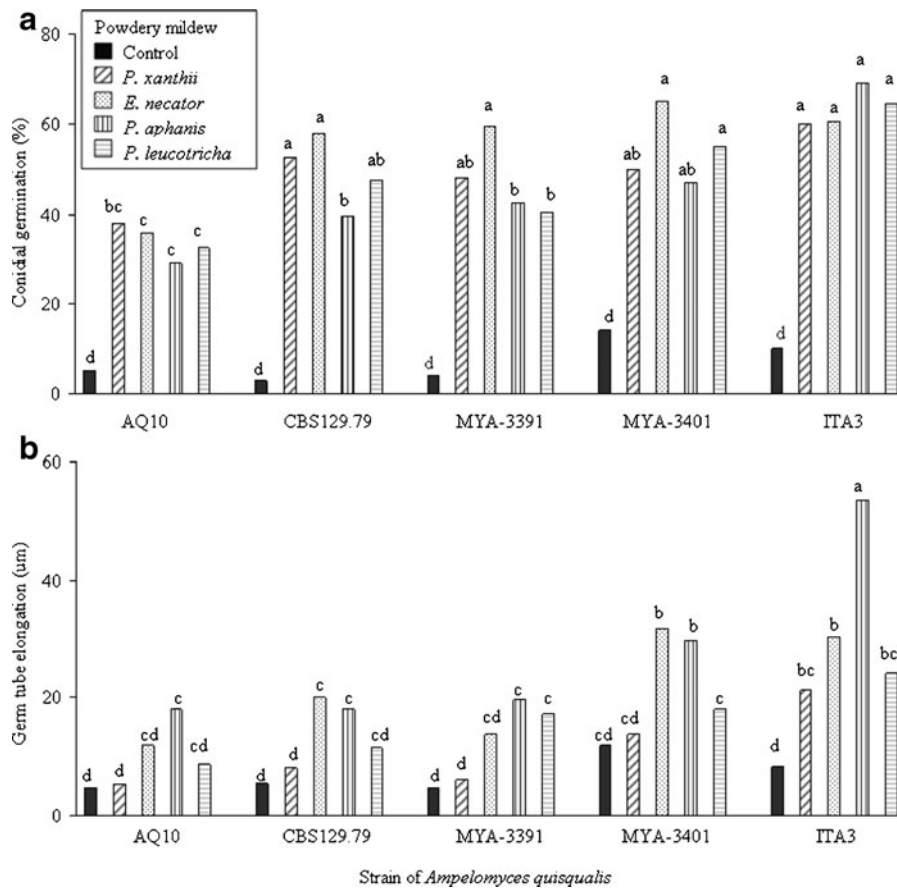 a
80
60
40
20
0
Conidial germination (%)
Powdery mildew
Control
P. xanthii
E. necator
P. aphanis
P. leucotricha
d bc c c c
d a a b ab
d ab a b b
d ab a ab a
d a a a a
AQ10 CBS129.79 MYA-3391 MYA-3401 ITA3
b
60
40
20
0
Germ tube elongation (um)
d d cd c cd
d d c c cd
d d cd c c
cd cd b b c
d bc b a bc
AQ10 CBS129.79 MYA-3391 MYA-3401 ITA3
Strain of Ampelomyces quisqualis